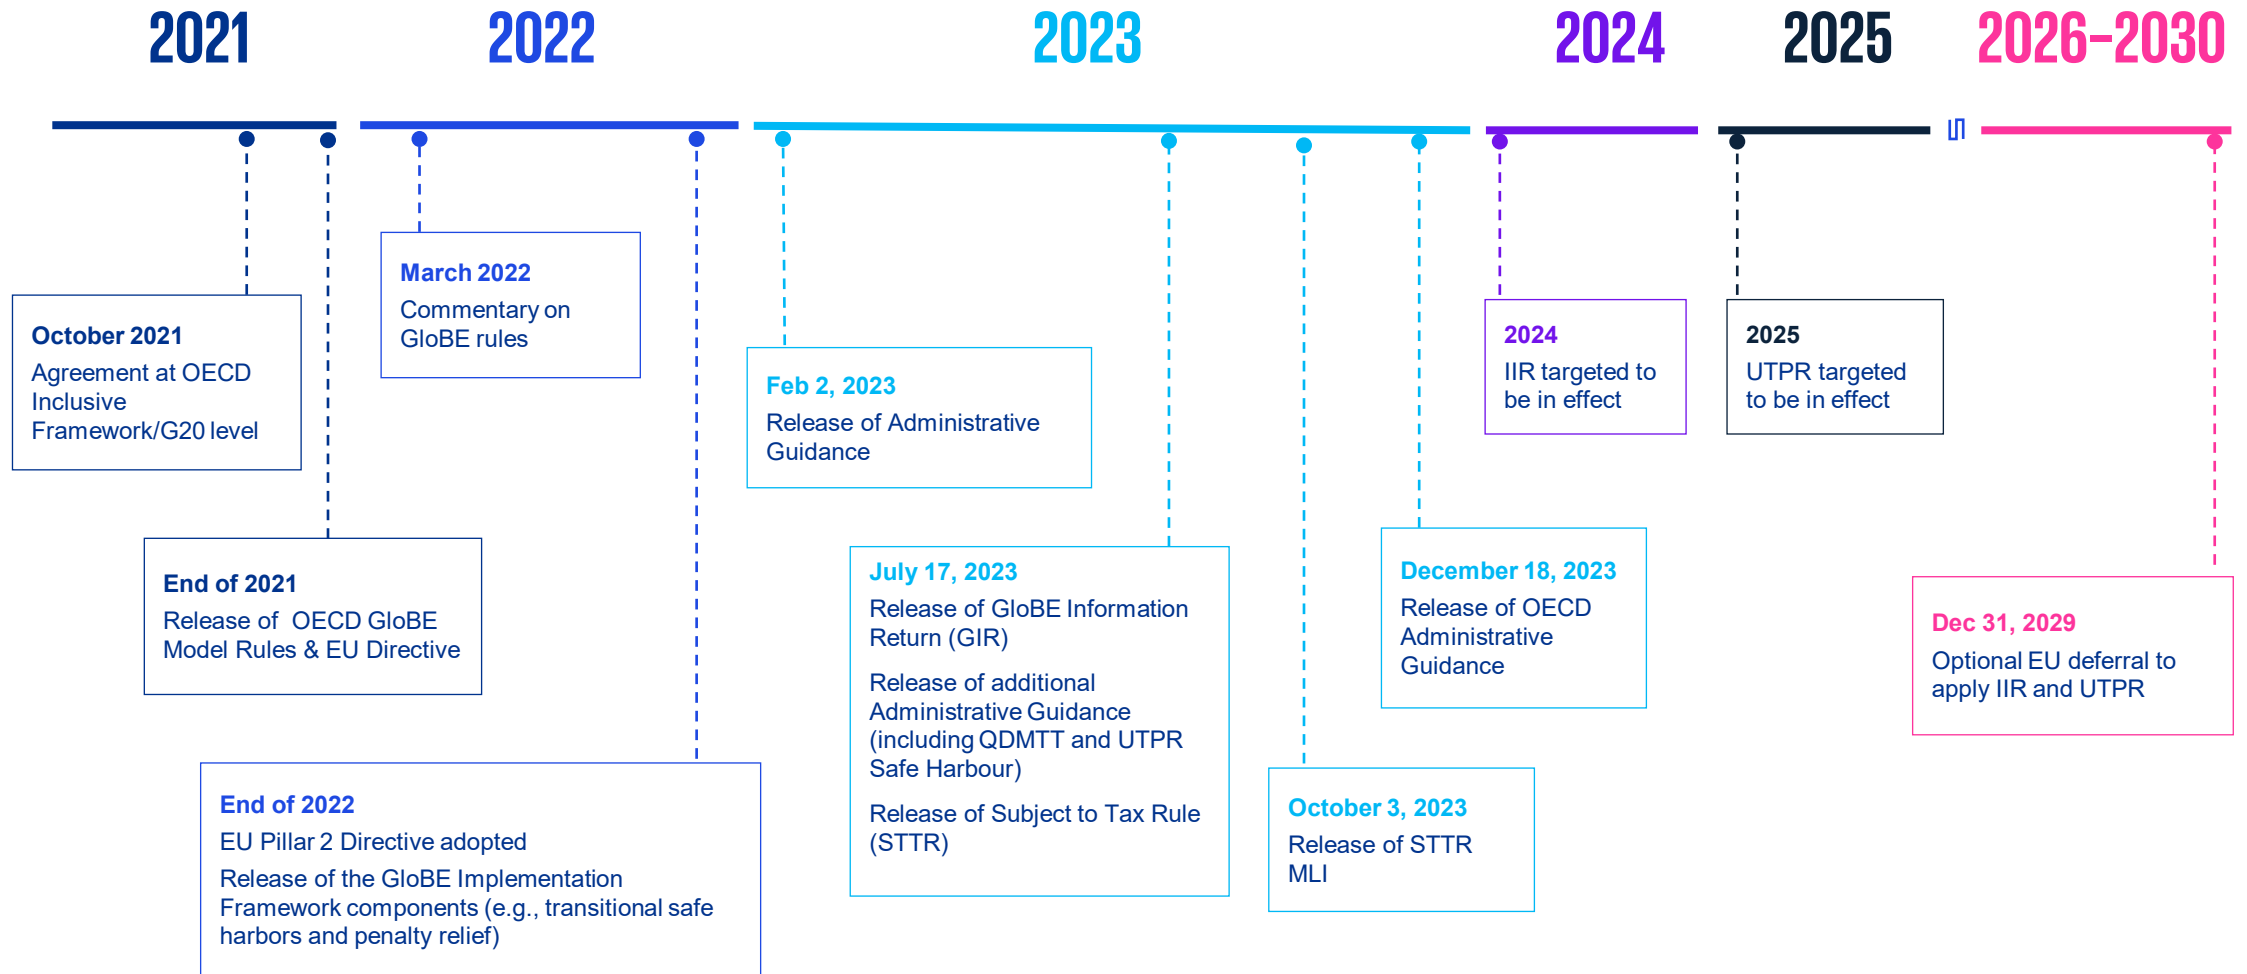 2021
2022
2023
2024
2025
2026–2030
October 2021
Agreement at OECD
Inclusive
Framework/G20 level
End of 2021
Release of  OECD GloBE
Model Rules & EU Directive
March 2022
Commentary on
GloBE rules
End of 2022
EU Pillar 2 Directive adopted
Release of the GloBE Implementation
Framework components (e.g., transitional safe
harbors and penalty relief)
Feb 2, 2023
Release of Administrative
Guidance
July 17, 2023
Release of GloBE Information
Return (GIR)
Release of additional
Administrative Guidance
(including QDMTT and UTPR
Safe Harbour)
Release of Subject to Tax Rule
(STTR)
October 3, 2023
Release of STTR
MLI
December 18, 2023
Release of OECD
Administrative
Guidance
2024
IIR targeted to
be in effect
2025
UTPR targeted
to be in effect
Dec 31, 2029
Optional EU deferral to
apply IIR and UTPR